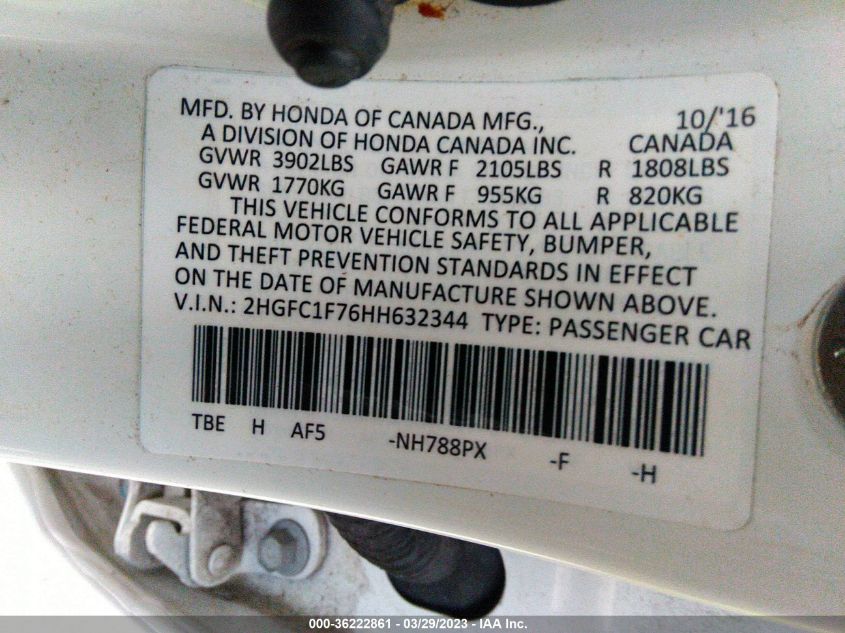 MFD. BY HONDA OF CANADA MFG., 10/'16
A DIVISION OF HONDA CANADA INC. CANADA
GVWR 3902LBS GAWR F 2105LBS R 1808LBS
GVWR 1770KG GAWR F 955KG R 820KG
THIS VEHICLE CONFORMS TO ALL APPLICABLE
FEDERAL MOTOR VEHICLE SAFETY, BUMPER,
AND THEFT PREVENTION STANDARDS IN EFFECT
ON THE DATE OF MANUFACTURE SHOWN ABOVE.
V.I.N.: 2HGFC1F76HH632344 TYPE: PASSENGER CAR
TBE H AF5 -NH788PX -F -H
000-36222861 - 03/29/2023 - IAA Inc.